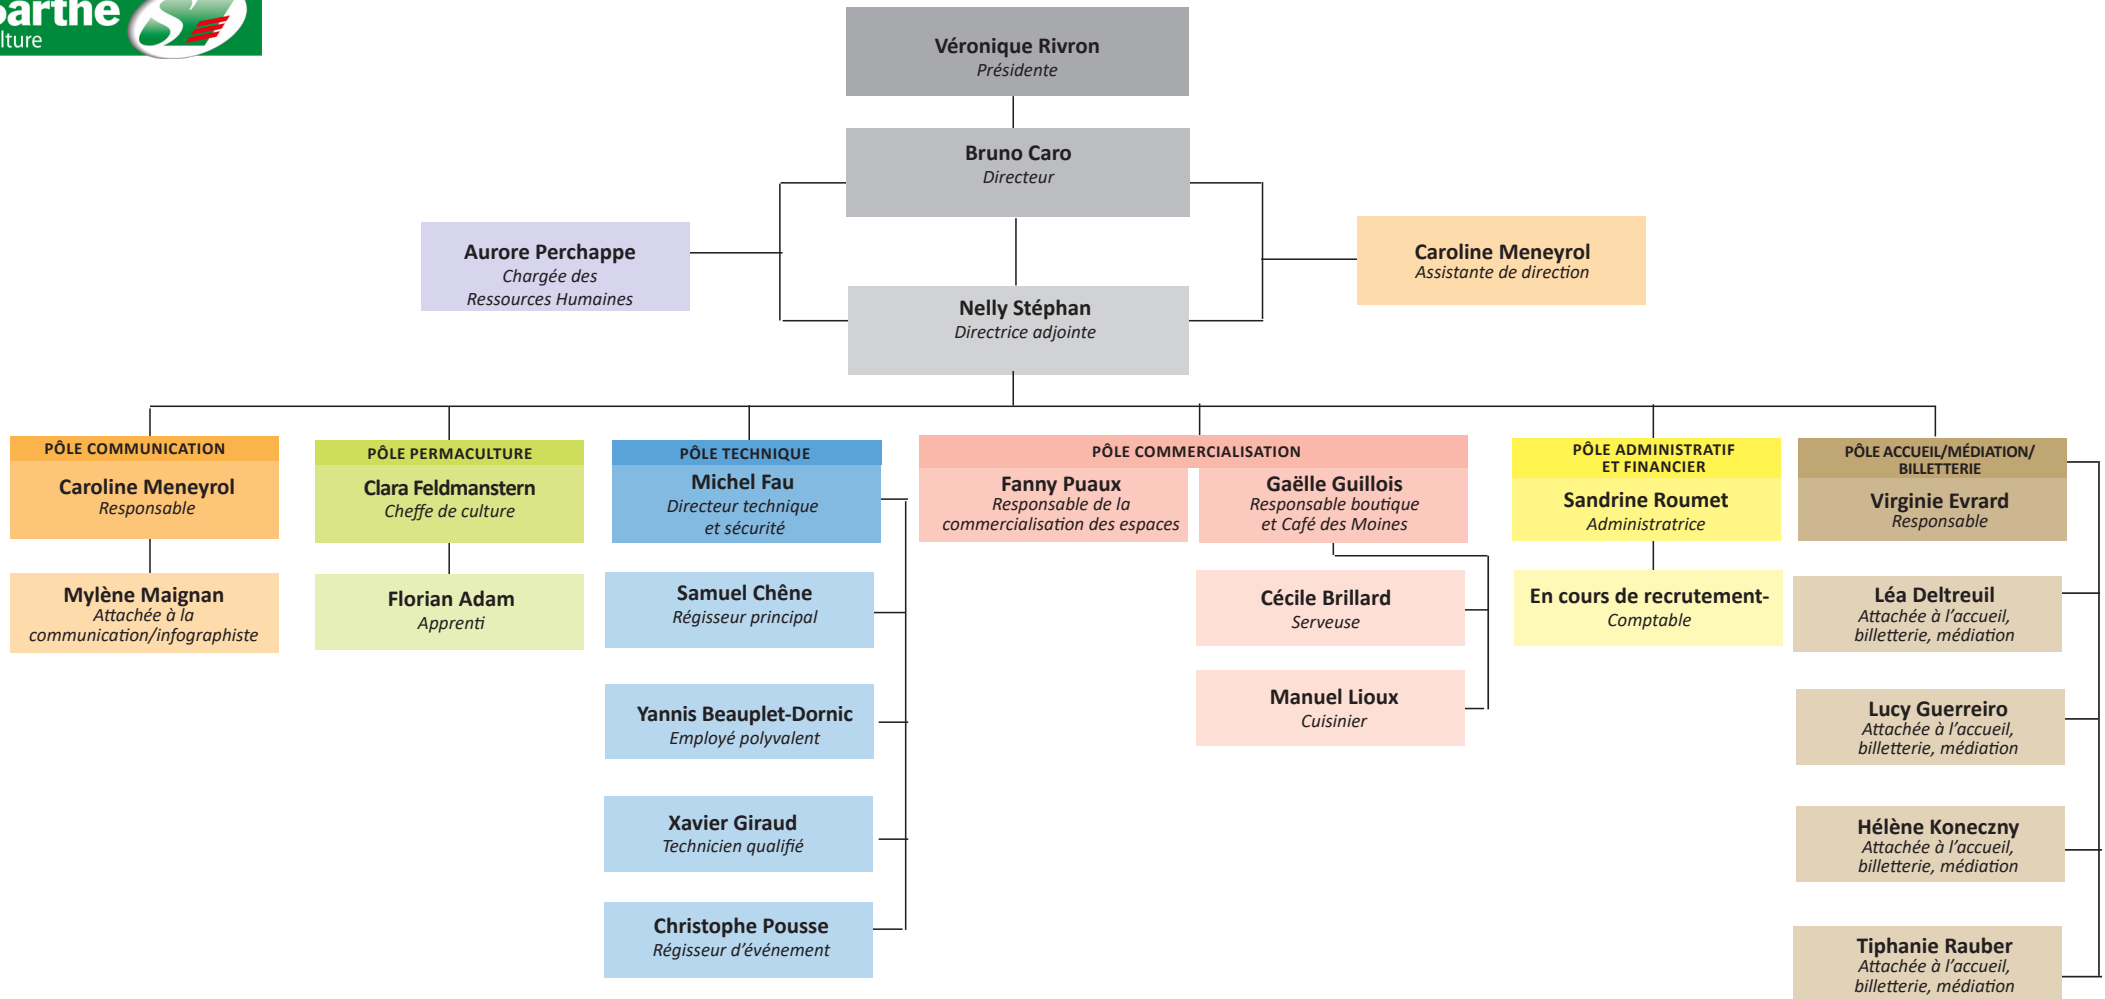 Sarthe
lture
Véronique Rivron
Présidente
Bruno Caro
Directeur
Aurore Perchappe
Chargée des
Ressources Humaines
Caroline Meneyrol
Assistante de direction
Nelly Stéphan
Directrice adjointe
PÔLE COMMUNICATION
Caroline Meneyrol
Responsable
Mylène Maignan
Attachée à la
communication/infographiste
PÔLE PERMACULTURE
Clara Feldmanstern
Cheffe de culture
Florian Adam
Apprenti
PÔLE TECHNIQUE
Michel Fau
Directeur technique
et sécurité
Samuel Chêne
Régisseur principal
Yannis Beauplet-Dornic
Employé polyvalent
Xavier Giraud
Technicien qualifié
Christophe Pousse
Régisseur d’événement
PÔLE COMMERCIALISATION
Fanny Puaux
Responsable de la
commercialisation des espaces
Gaëlle Guillois
Responsable boutique
et Café des Moines
Cécile Brillard
Serveuse
Manuel Lioux
Cuisinier
PÔLE ADMINISTRATIF
ET FINANCIER
Sandrine Roumet
Administratrice
En cours de recrutement-
Comptable
PÔLE ACCUEIL/MÉDIATION/
BILLETTERIE
Virginie Evrard
Responsable
Léa Deltreuil
Attachée à l’accueil,
billetterie, médiation
Lucy Guerreiro
Attachée à l’accueil,
billetterie, médiation
Hélène Koneczny
Attachée à l’accueil,
billetterie, médiation
Tiphanie Rauber
Attachée à l’accueil,
billetterie, médiation